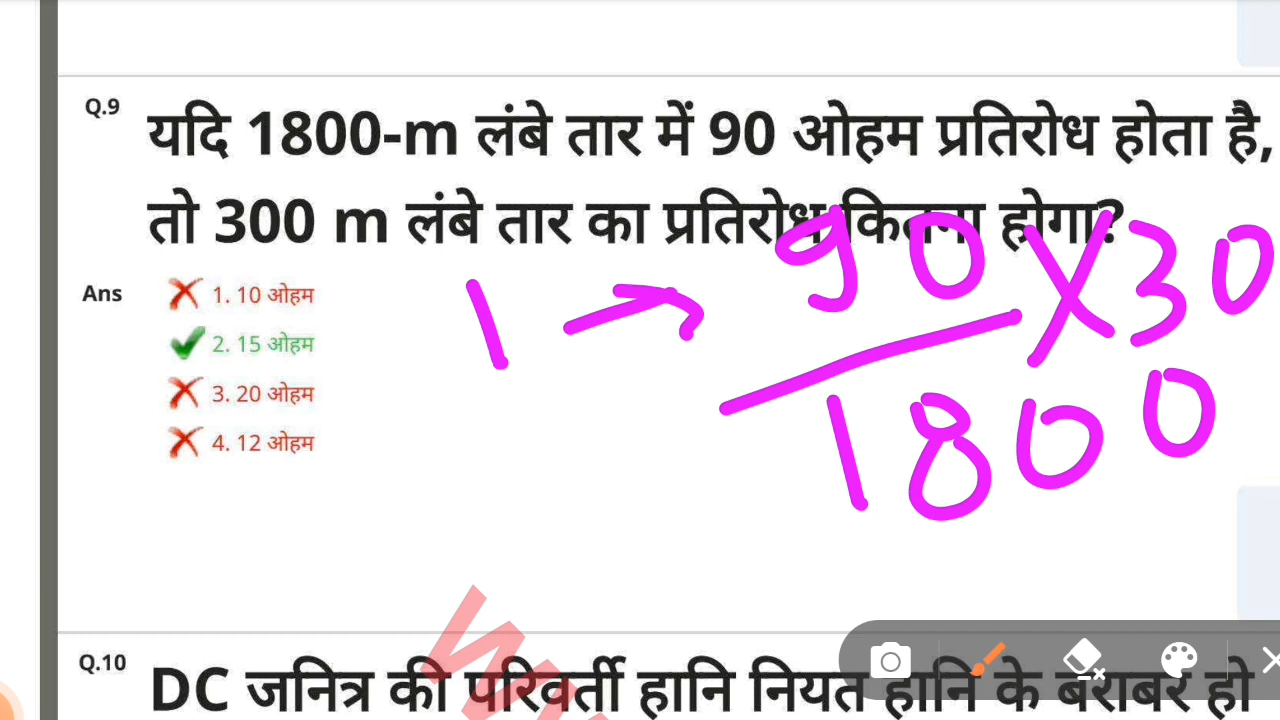 Q.9 यदि 1800-m लंबे तार में 90 ओहम प्रतिरोध होता है,
तो 300 m लंबे तार का प्रतिरोध कितना होगा?
Ans 1. 10 ओहम
2. 15 ओहम
3. 20 ओहम
4. 12 ओहम
1 → 90 X 30
1800
Q.10 DC जनित्र की परिवर्ती हानि नियत हानि के बराबर हो